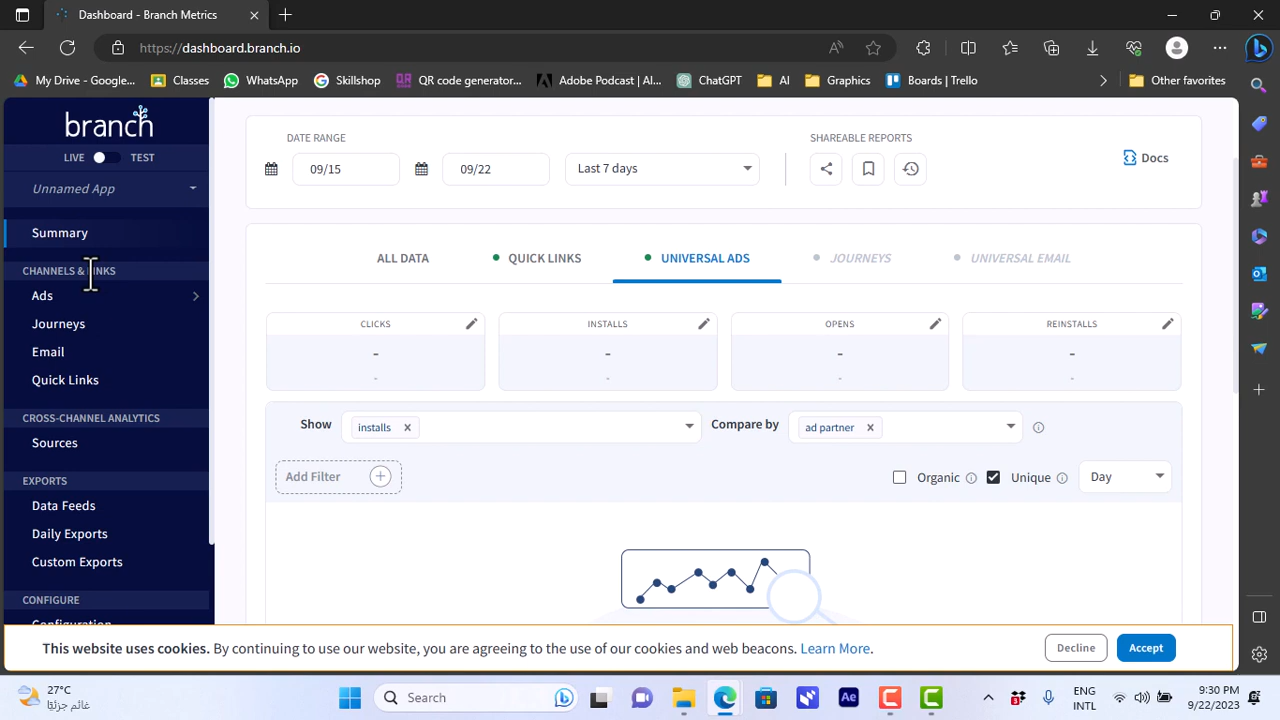 Dashboard - Branch Metrics
https://dashboard.branch.io
My Drive - Google...
Classes
WhatsApp
Skillshop
QR code generator...
Adobe Podcast | AI...
ChatGPT
AI
Graphics
Boards | Trello
Other favorites
branch
LIVE
TEST
Unnamed App
Summary
CHANNELS & LINKS
Ads
Journeys
Email
Quick Links
CROSS-CHANNEL ANALYTICS
Sources
EXPORTS
Data Feeds
Daily Exports
Custom Exports
CONFIGURE
Configuration
DATE RANGE
09/15
09/22
Last 7 days
SHAREABLE REPORTS
Docs
ALL DATA
QUICK LINKS
UNIVERSAL ADS
JOURNEYS
UNIVERSAL EMAIL
CLICKS
INSTALLS
OPENS
REINSTALLS
- - - -
- - - -
Show
installs
Compare by
ad partner
Add Filter
Organic
Unique
Day
This website uses cookies. By continuing to use our website, you are agreeing to the use of our cookies and web beacons. Learn More.
Decline
Accept
27°C
غائم جزئيًا
Search
Ae
ENG
INTL
9:30 PM
9/22/2023